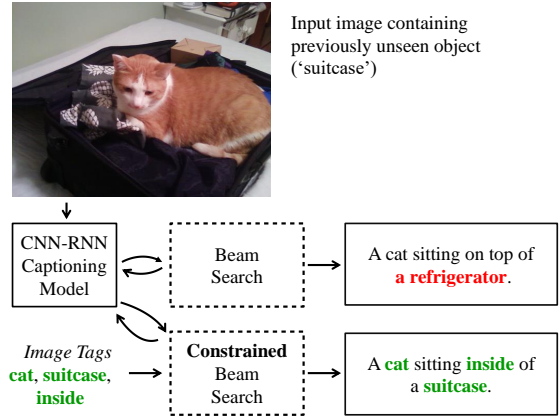 Input image containing
previously unseen object
(‘suitcase’)
CNN-RNN
Captioning
Model
Beam
Search
A cat sitting on top of
a refrigerator.
Image Tags
cat, suitcase,
inside
Constrained
Beam
Search
A cat sitting inside of
a suitcase.